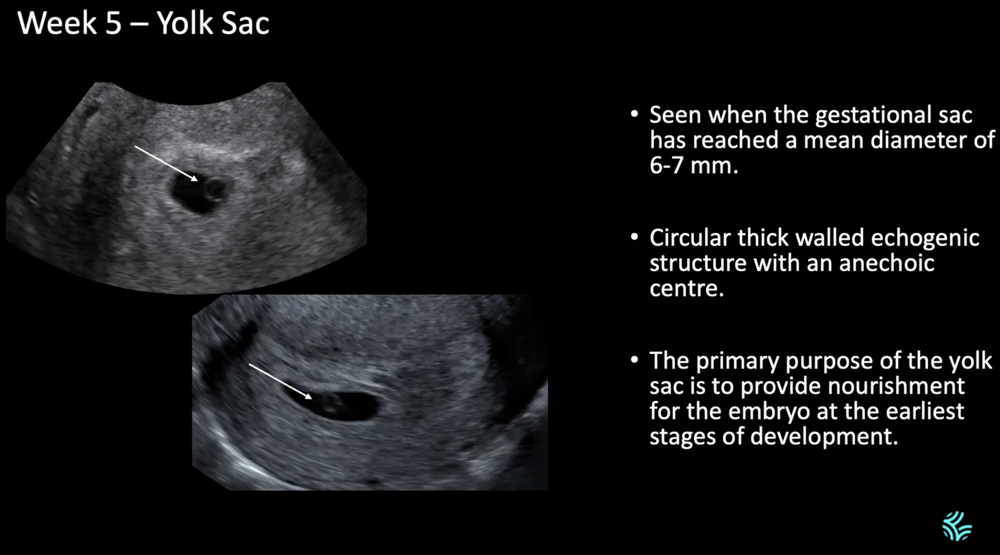 Week 5 – Yolk Sac
• Seen when the gestational sac
has reached a mean diameter of
6-7 mm.
• Circular thick walled echogenic
structure with an anechoic
centre.
• The primary purpose of the yolk
sac is to provide nourishment
for the embryo at the earliest
stages of development.